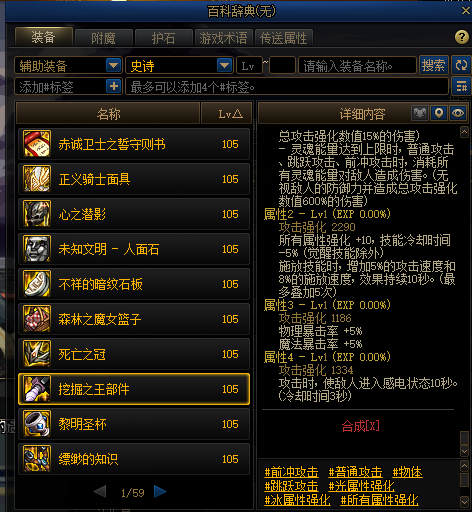 百科辞典(无)
装备
附魔
护石
游戏术语
传送属性
辅助装备
史诗
Lv
~
请输入装备名称。
搜索
添加#标签
最多可以添加4个#标签。
名称
Lv△
详细内容
赤诚卫士之誓守则书 105
正义骑士面具 105
心之潜影 105
未知文明 - 人面石 105
不祥的暗纹石板 105
森林之魔女篮子 105
死亡之冠 105
挖掘之王部件 105
黎明圣杯 105
缥缈的知识 105
1/59
总攻击强化数值15%的伤害)
- 灵魂能量达到上限时,普通攻击、
跳跃攻击、前冲攻击时,消耗所
有灵魂能量对敌人造成伤害。(无
视敌人的防御力并造成总攻击强化
数值600%的伤害)
属性2 - Lv1 (EXP 0.00%)
攻击强化 2290
所有属性强化 +10,技能冷却时间
-5% (觉醒技能除外)
施放技能时,增加5%的攻击速度和
8%的施放速度,效果持续10秒。(最
多叠加5次)
属性3 - Lv1 (EXP 0.00%)
攻击强化 1186
物理暴击率 +5%
魔法暴击率 +5%
属性4 - Lv1 (EXP 0.00%)
攻击强化 1334
攻击时,使敌人进入感电状态10秒。
(冷却时间3秒)
合成[X]
#前冲攻击 #普通攻击 #物体
#跳跃攻击 #光属性强化
#冰属性强化 #所有属性强化